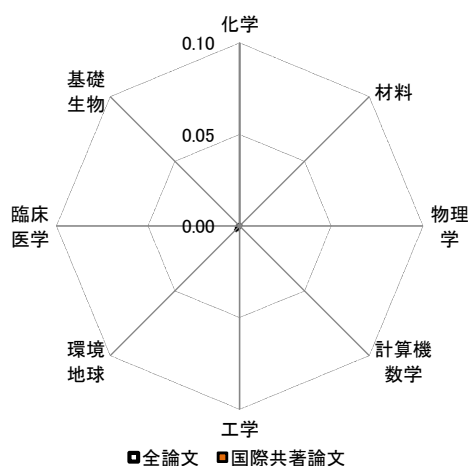 化学
0.10
基礎
生物
材料
0.05
臨床
医学
0.00
物理
学
環境
地球
計算機
数学
工学
全論文 国際共著論文